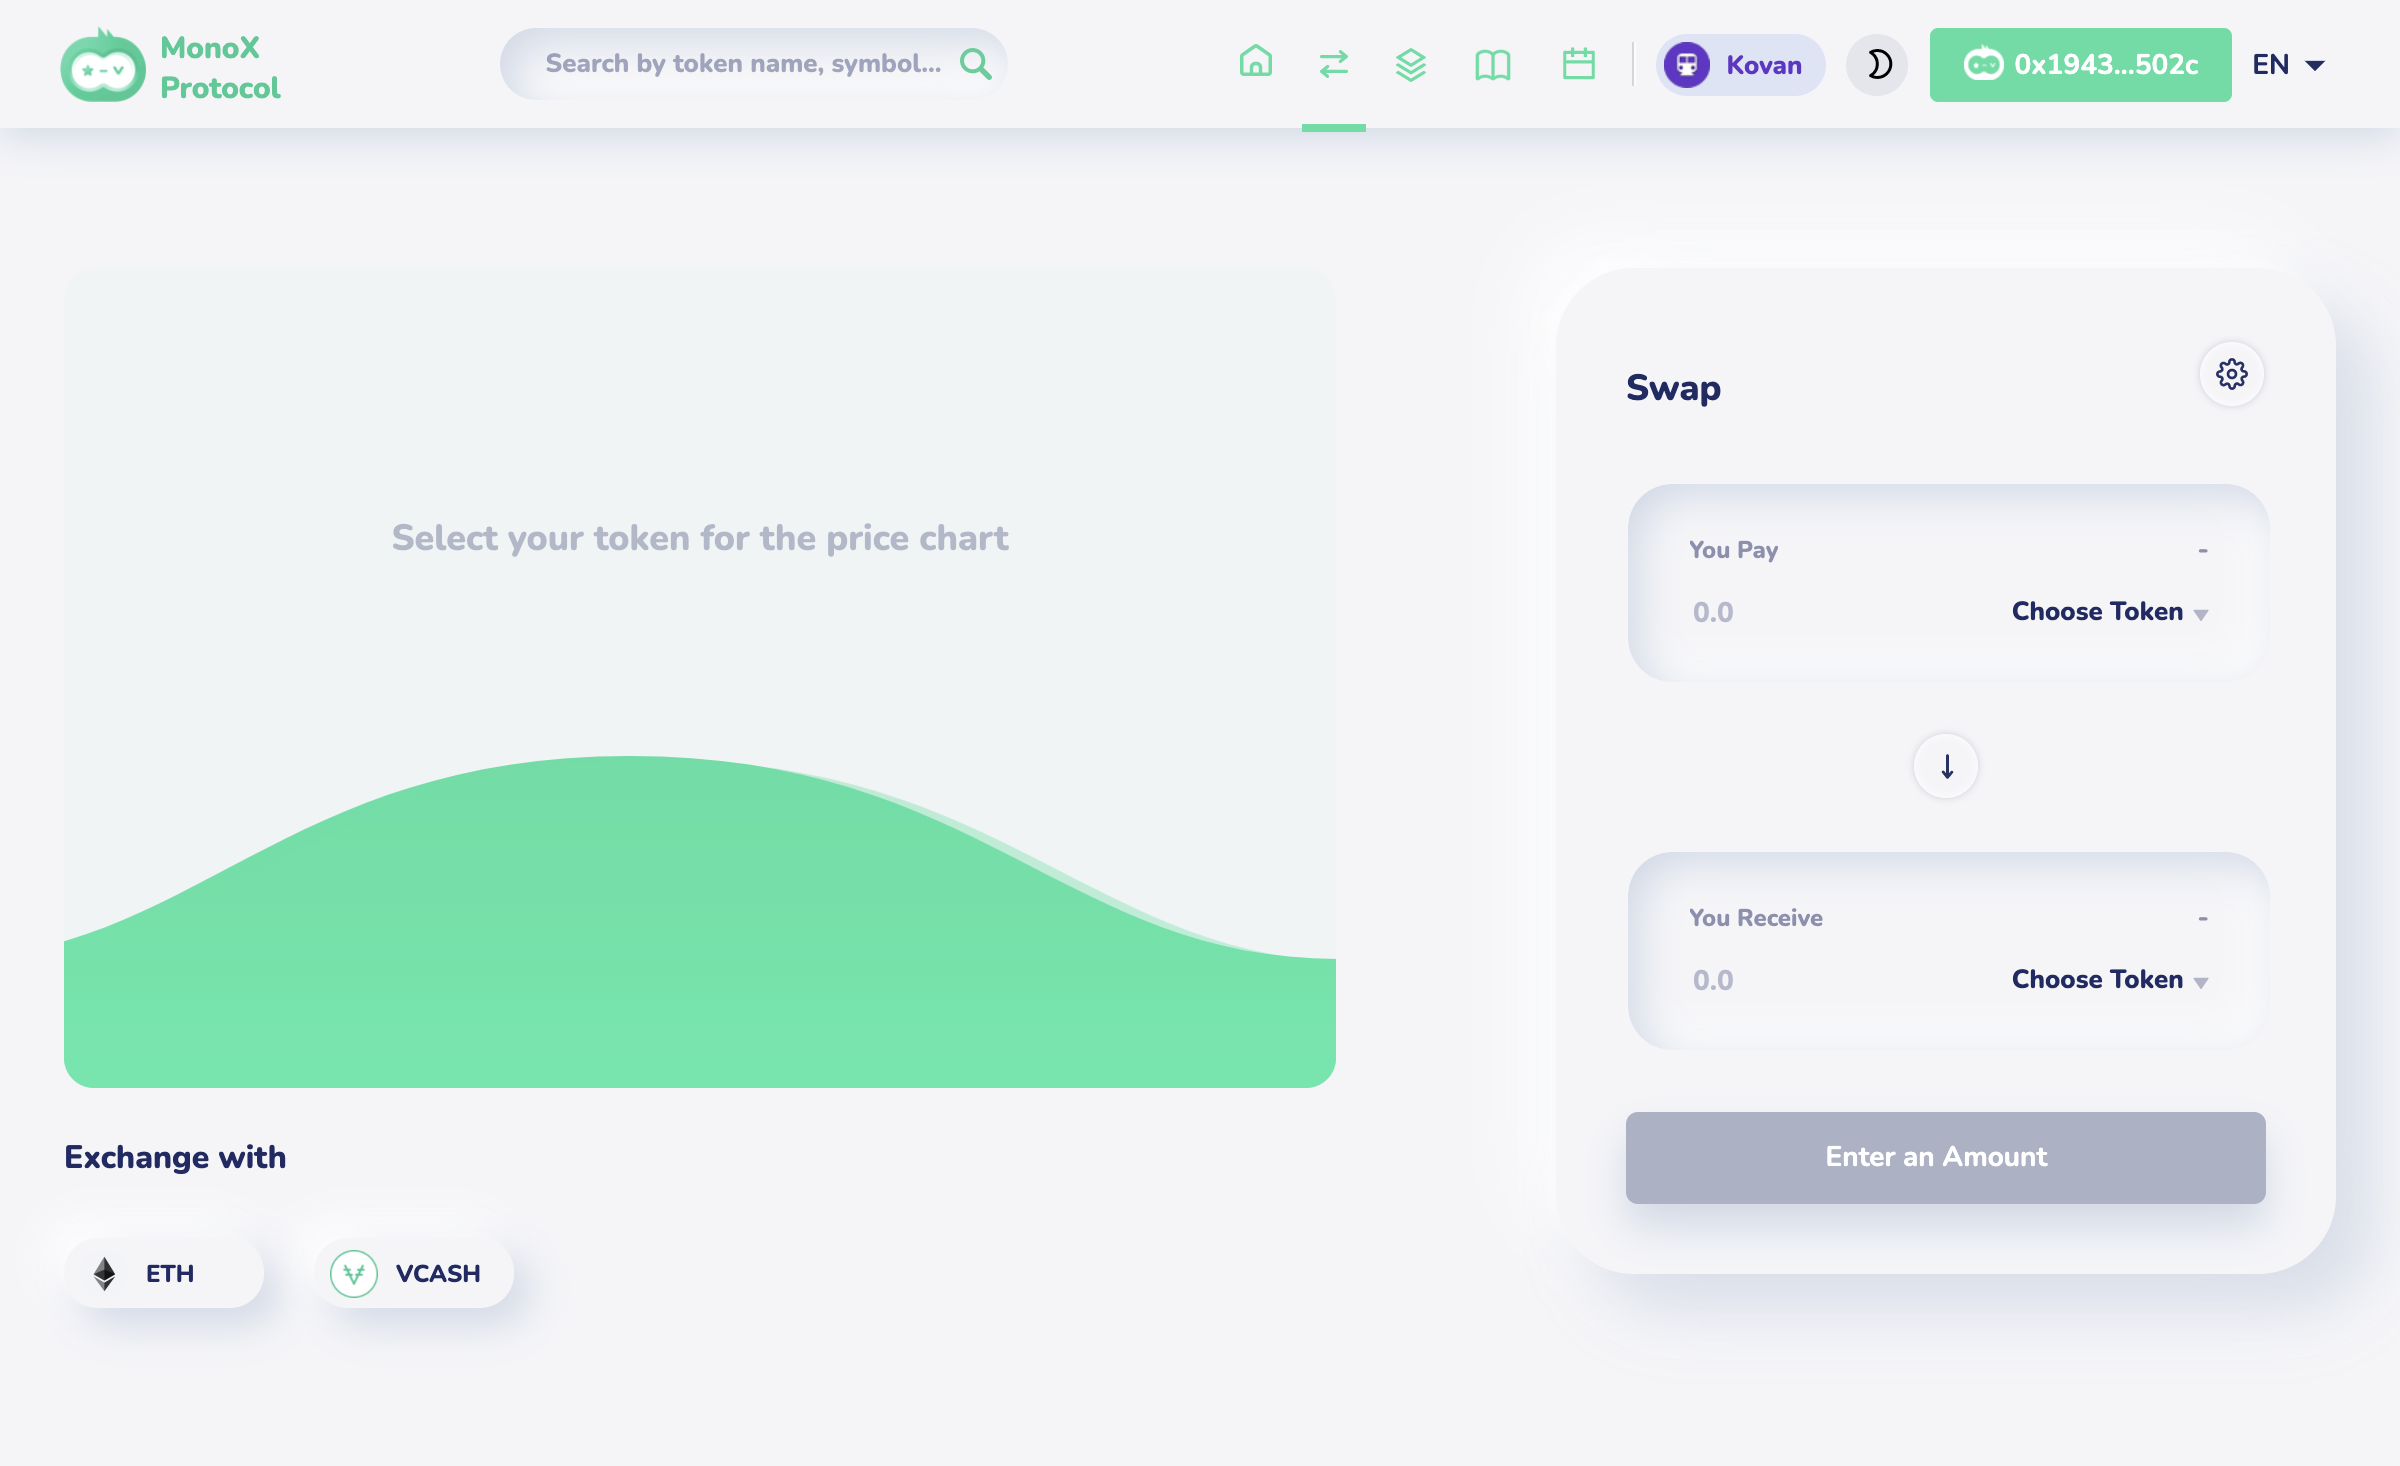 MonoX
Protocol
Search by token name, symbol...
Kovan
0x1943...502c
EN
Select your token for the price chart
Swap
You Pay
-
0.0
Choose Token
You Receive
-
0.0
Choose Token
Enter an Amount
Exchange with
ETH
VCASH